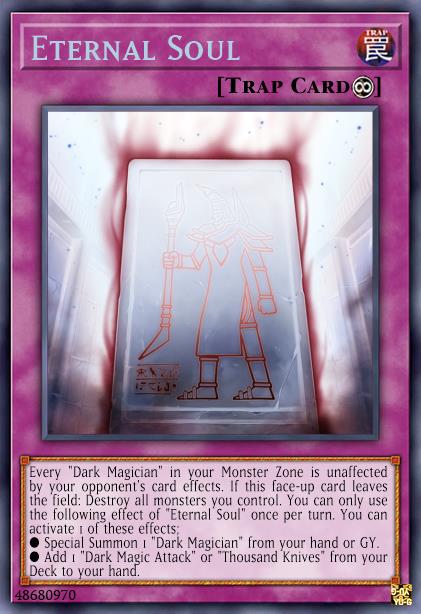 Eternal Soul
TRAP
罠
[Trap Card]
Every "Dark Magician" in your Monster Zone is unaffected
by your opponent's card effects. If this face-up card leaves
the field: Destroy all monsters you control. You can only use
the following effect of "Eternal Soul" once per turn. You can
activate 1 of these effects;
● Special Summon 1 "Dark Magician" from your hand or GY.
● Add 1 "Dark Magic Attack" or "Thousand Knives" from your
Deck to your hand.
48680970